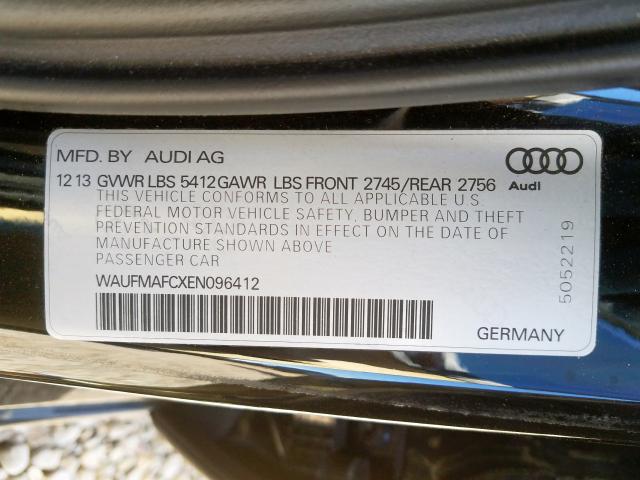 MFD. BY AUDI AG
12 13 GVWR LBS 5412 GAWR LBS FRONT 2745/REAR 2756
THIS VEHICLE CONFORMS TO ALL APPLICABLE U.S.
FEDERAL MOTOR VEHICLE SAFETY, BUMPER AND THEFT
PREVENTION STANDARDS IN EFFECT ON THE DATE OF
MANUFACTURE SHOWN ABOVE
PASSENGER CAR
WAUFMAFCXEN096412
Audi
5052219
GERMANY